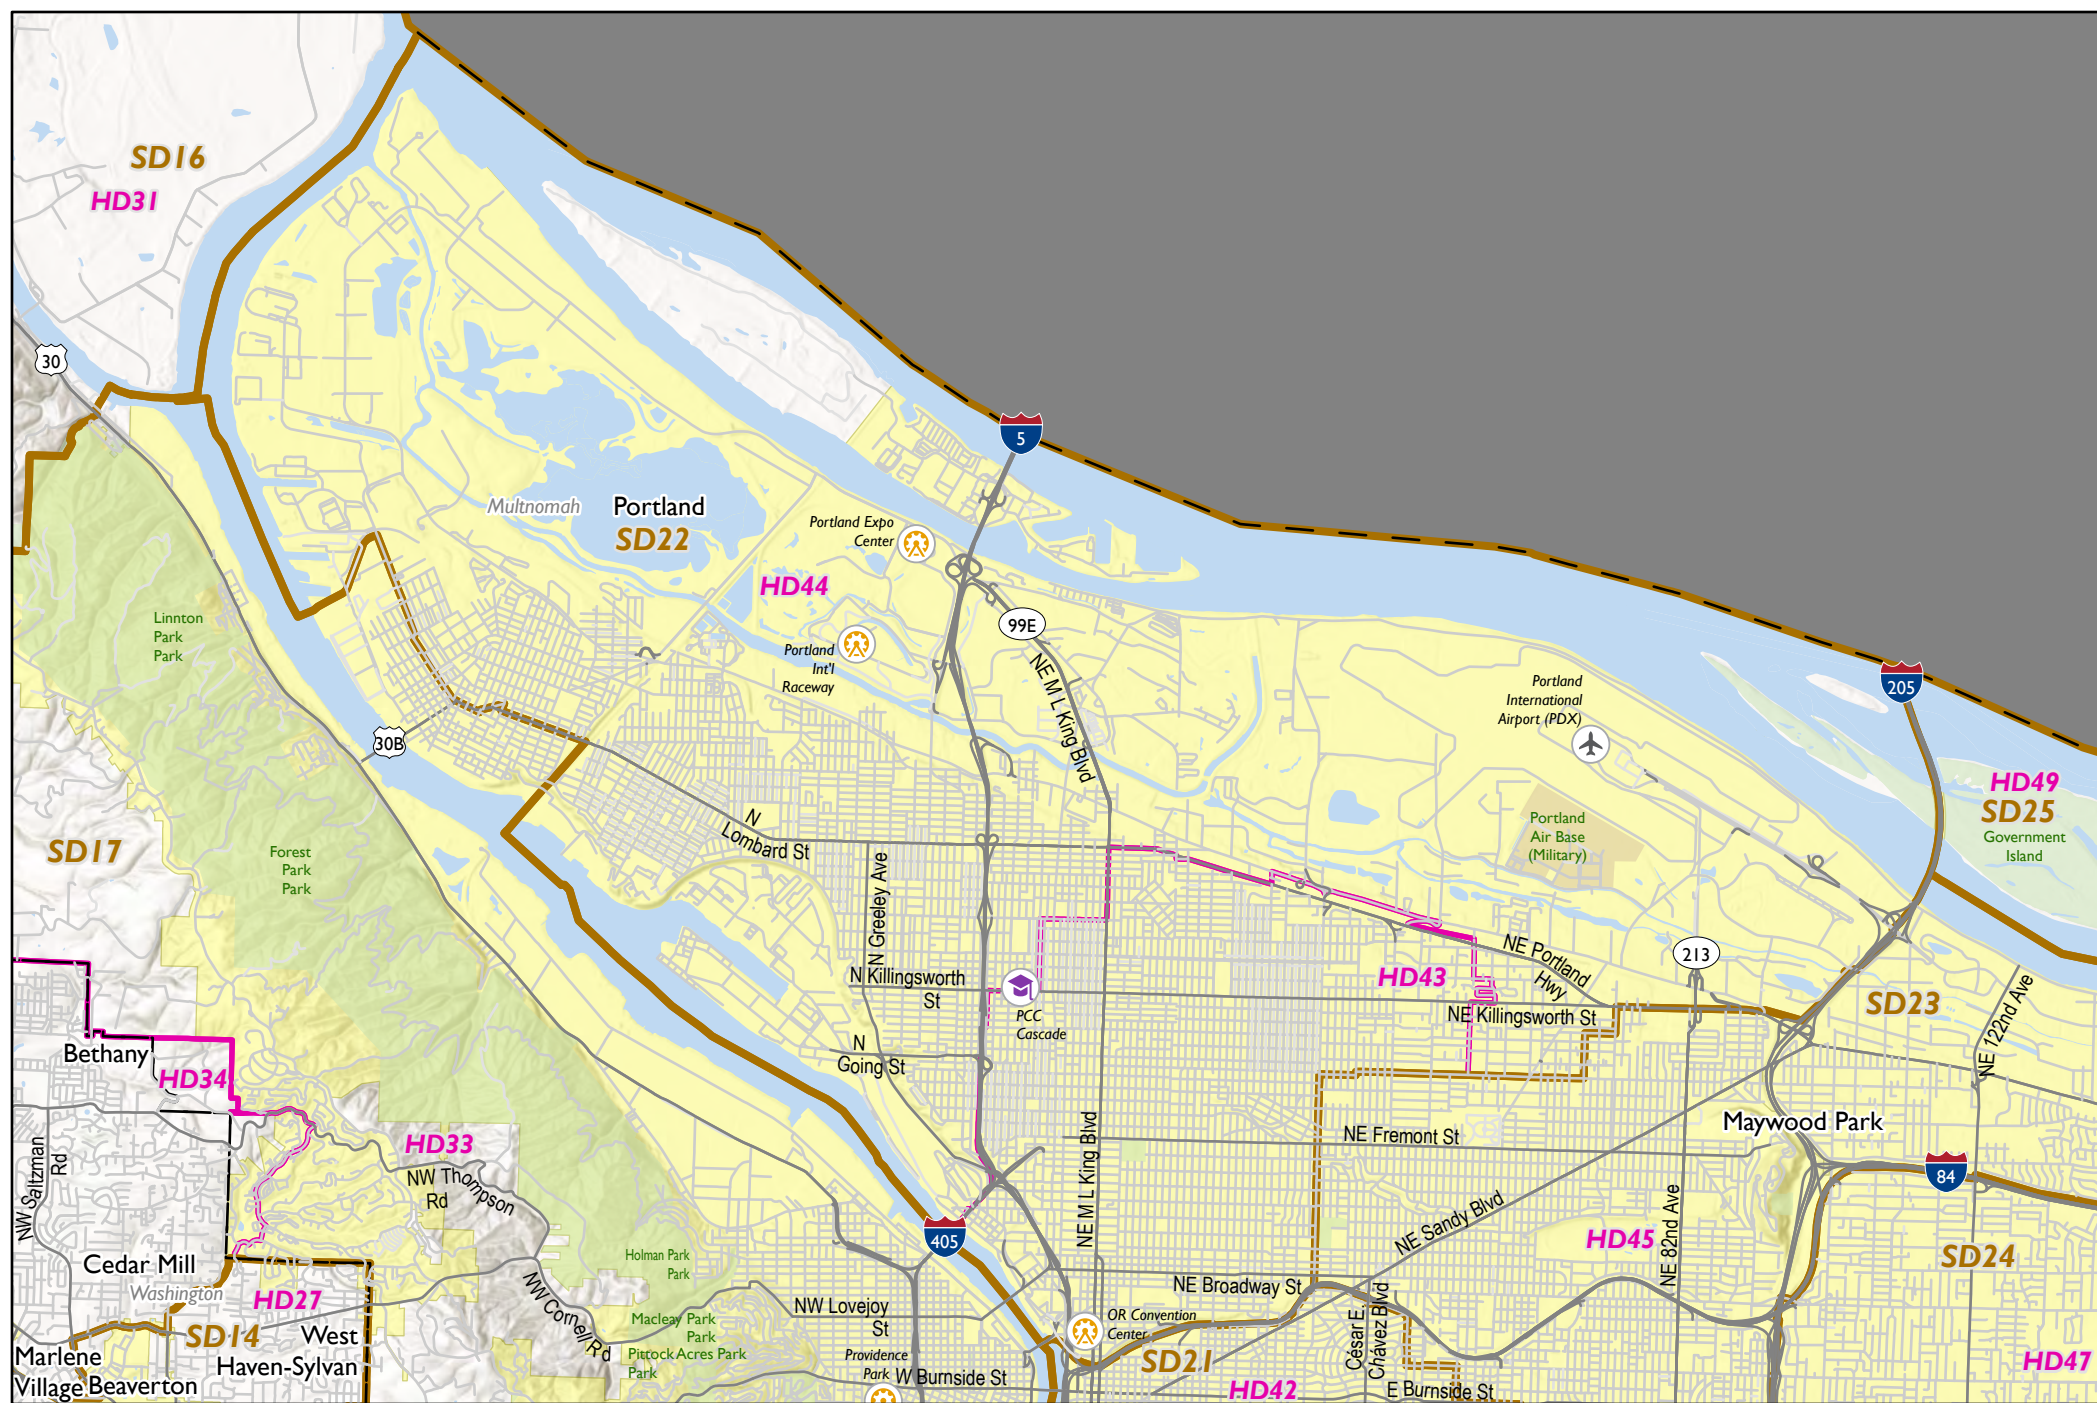 SD16
HD31
30
5
Multnomah
Portland
SD22
Portland Expo
Center
HD44
Linnton
Park
Park
99E
Portland
Int'l
Raceway
NE M L King Blvd
Portland
International
Airport (PDX)
205
30B
HD49
SD25
Government
Island
SD17
Forest
Park
Park
N
Lombard St
N Greeley Ave
Portland
Air Base
(Military)
N Killingsworth
St
PCC
Cascade
HD43
NE Portland
Hwy
213
NE Killingsworth St
SD23
NE 122nd Ave
Bethany
HD34
N
Going St
HD33
NW Thompson
Rd
NW Saltzman
Rd
NE M L King Blvd
NE Fremont St
Maywood Park
84
Cedar Mill
Washington
HD27
SD14
West
Haven-Sylvan
Marlene
Village
Beaverton
NW Cornell Rd
Holman Park
Park
Macleay Park
Park
Pittock Acres Park
Park
405
NW Lovejoy
St
Providence
Park
W Burnside St
NE Broadway St
OR Convention
Center
SD21
HD42
César E
Chavez Blvd
E Burnside St
NE Sandy Blvd
HD45
NE 82nd Ave
SD24
HD47